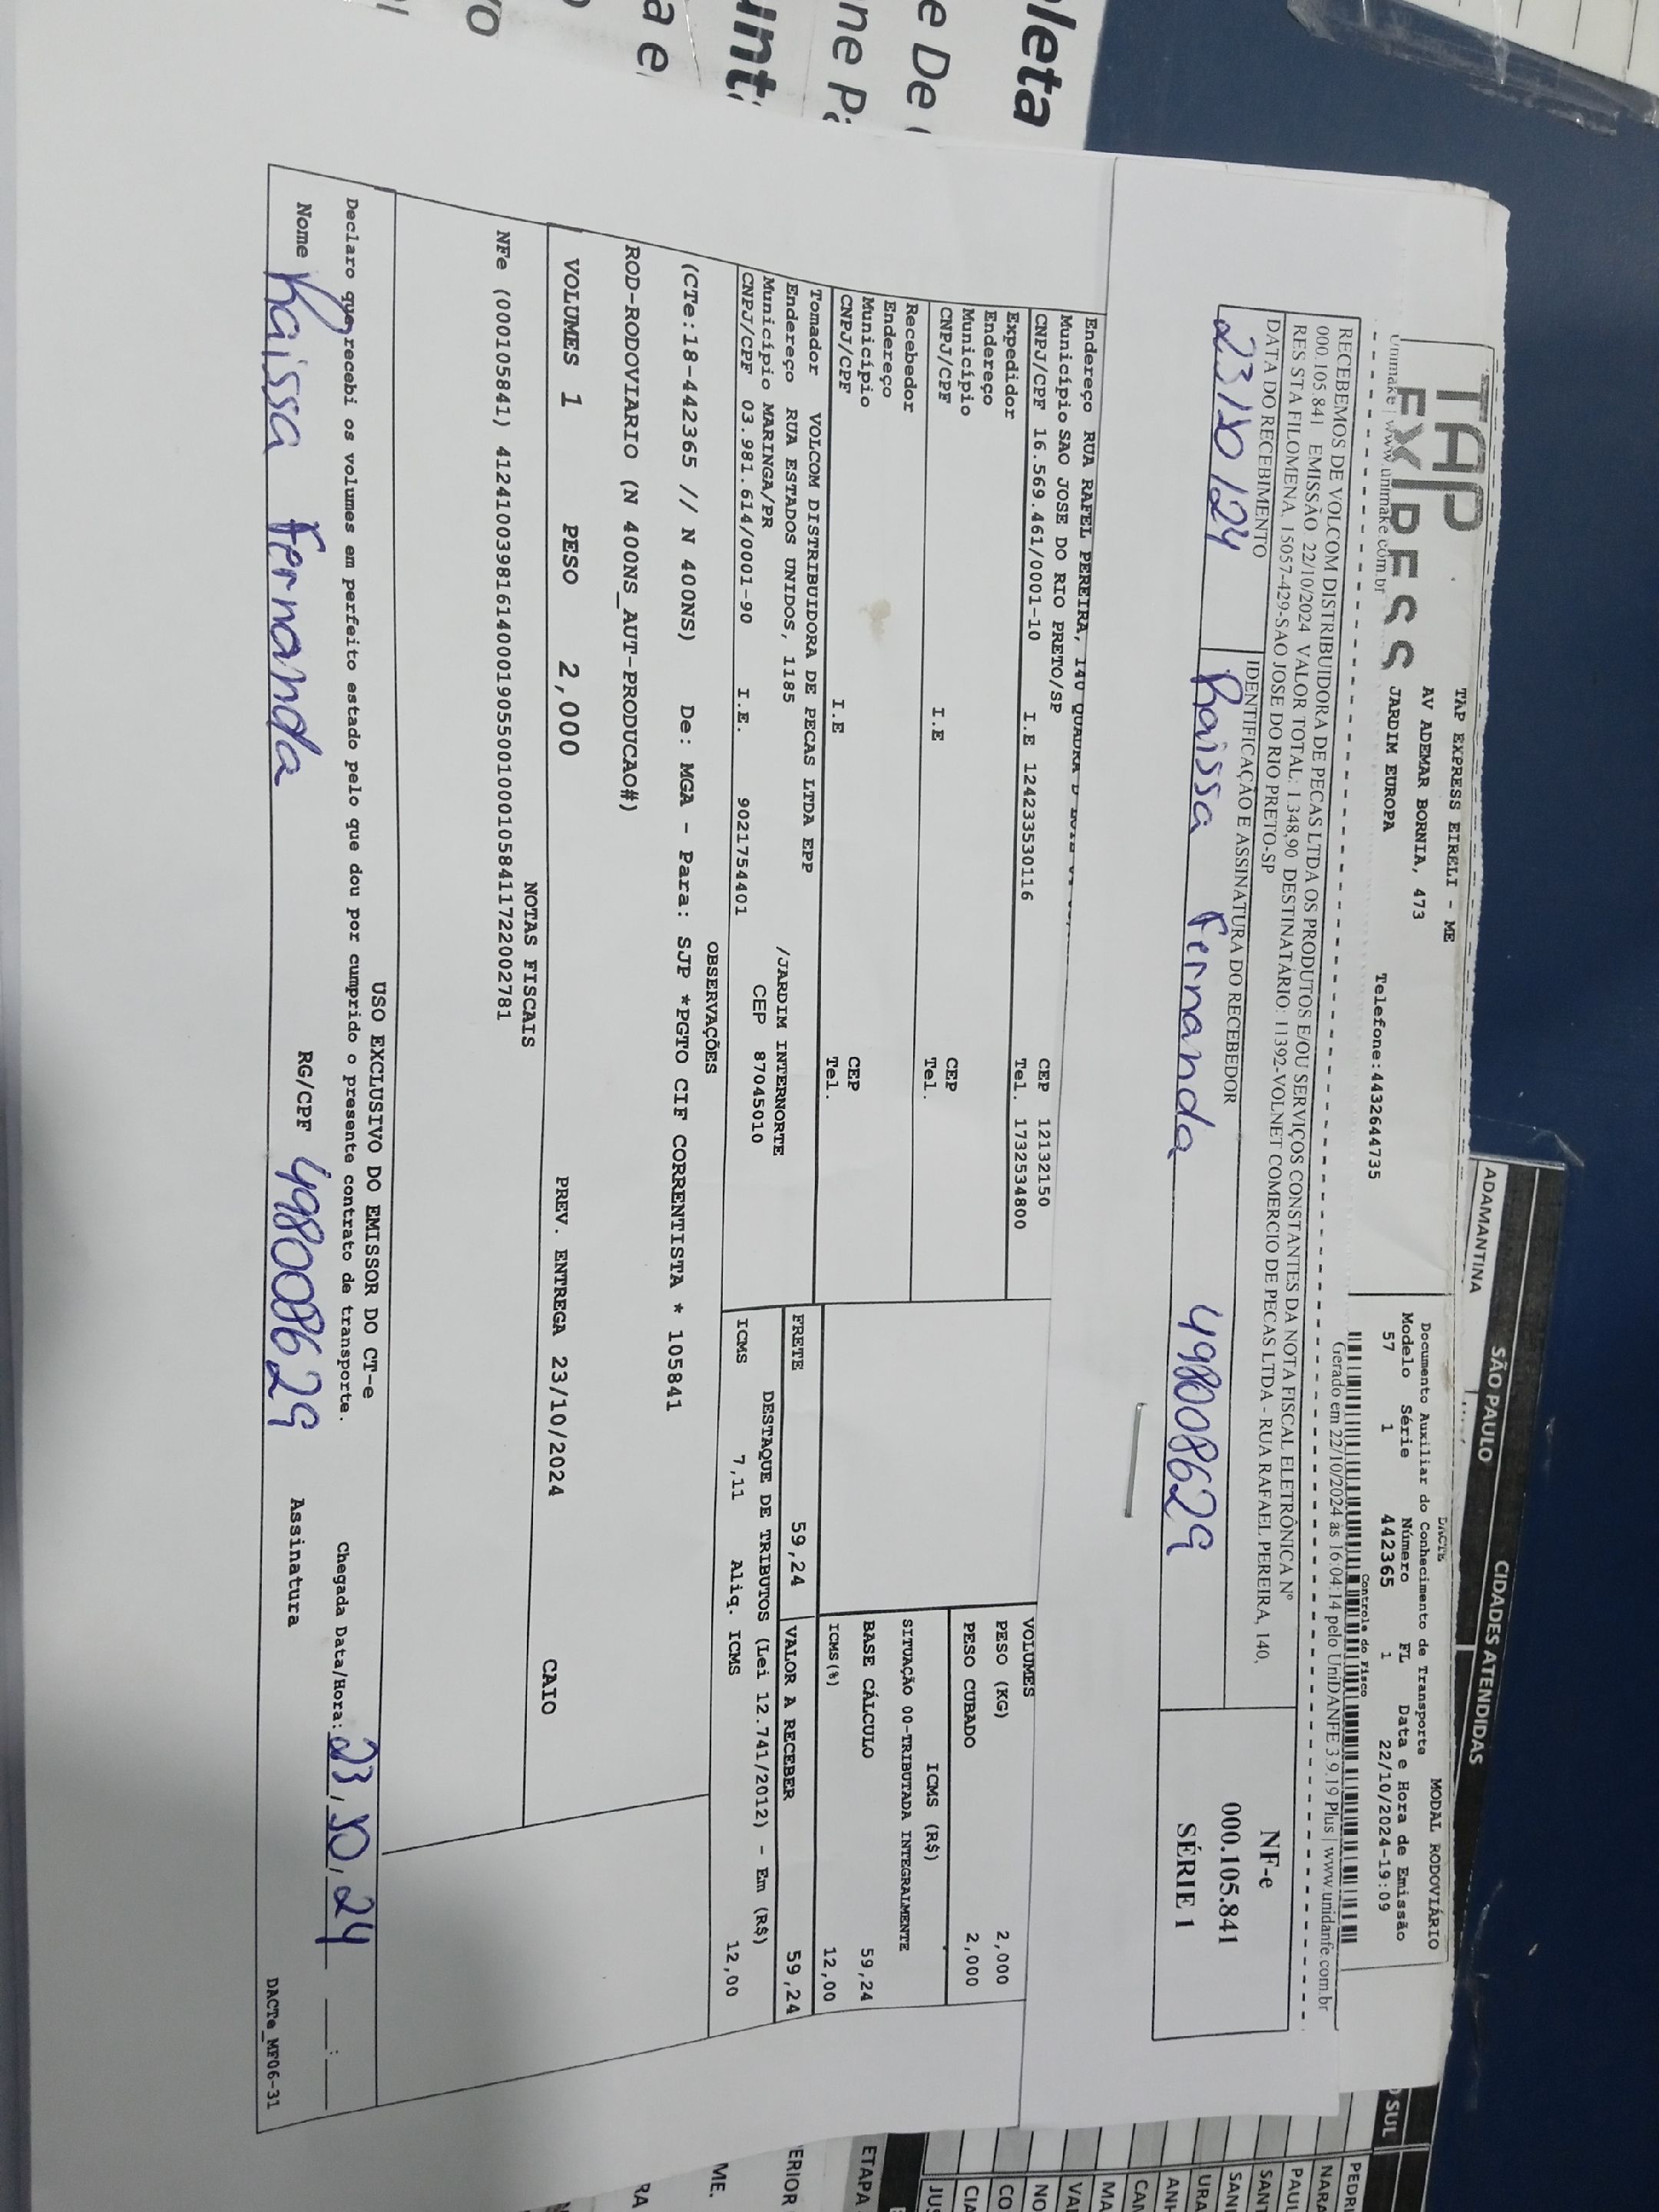 TAP
EXPRESS
Unimake | www.unimake.com.br
TAP EXPRESS EIRELI - ME
AV ADEMAR BORNIA, 473
JARDIM EUROPA
Telefone:4432644735
DACTE
MODAL RODOVIÁRIO
Documento Auxiliar do Conhecimento de Transporte
Modelo Série Número FL Data e Hora de Emissão
57 1 442365 1 22/10/2024-19:09
Controle do Fisco
Gerado em 22/10/2024 às 16:04:14 pelo UniDANFE 3.9.19 Plus | www.unidanfe.com.br
RECEBEMOS DE VOLCOM DISTRIBUIDORA DE PECAS LTDA OS PRODUTOS E/OU SERVIÇOS CONSTANTES DA NOTA FISCAL ELETRÔNICA Nº
000.105.841 EMISSÃO: 22/10/2024 VALOR TOTAL: 1.348,90 DESTINATÁRIO: 11392-VOLNET COMERCIO DE PECAS LTDA - RUA RAFAEL PEREIRA, 140,
RES STA FILOMENA, 15057-429-SAO JOSE DO RIO PRETO-SP
DATA DO RECEBIMENTO
IDENTIFICAÇÃO E ASSINATURA DO RECEBEDOR
23/10/24 Raissa Fernanda 498008629
NF-e
000.105.841
SÉRIE 1
Endereço RUA RAFEL PEREIRA, 140 QUADRA
Município SAO JOSE DO RIO PRETO/SP CEP 12132150
CNPJ/CPF 16.569.461/0001-10 I.E 124233530116 Tel. 1732534800
Expedidor
Endereço
Município CEP
CNPJ/CPF I.E Tel.
Recebedor
Endereço
Município CEP
CNPJ/CPF I.E Tel.
VOLUMES
PESO (KG) 2,000
PESO CUBADO 2,000
ICMS (R$)
SITUAÇÃO 00-TRIBUTADA INTEGRALMENTE
BASE CÁLCULO 59,24
ICMS(%) 12,00
Tomador VOLCOM DISTRIBUIDORA DE PECAS LTDA EPP
Endereço RUA ESTADOS UNIDOS, 1185 /JARDIM INTERNORTE
Município MARINGA/PR CEP 87045010
CNPJ/CPF 03.981.614/0001-90 I.E. 9021754401
FRETE 59,24 VALOR A RECEBER 59,24
DESTAQUE DE TRIBUTOS (Lei 12.741/2012) - Em (R$)
ICMS 7,11 Aliq. ICMS 12,00
OBSERVAÇÕES
(CTe:18-442365 // N 400NS) De: MGA - Para: SJP *PGTO CIF CORRENTISTA * 105841
ROD-RODOVIARIO (N 400NS_AUT-PRODUCAO#)
VOLUMES 1 PESO 2,000 PREV. ENTREGA 23/10/2024 CAIO
NOTAS FISCAIS
NFe (000105841) 41241003981614000190550010001058411722002781
USO EXCLUSIVO DO EMISSOR DO CT-e
Declaro que recebi os volumes em perfeito estado pelo que dou por cumprido o presente contrato de transporte.
Chegada Data/Hora: 23/10/24 __:__
Nome Raissa Fernanda RG/CPF 498008629 Assinatura
DACTe_MF06-31
ADAMANTINA
SÃO PAULO
CIDADES ATENDIDAS
SUL
ETAPA
ME.